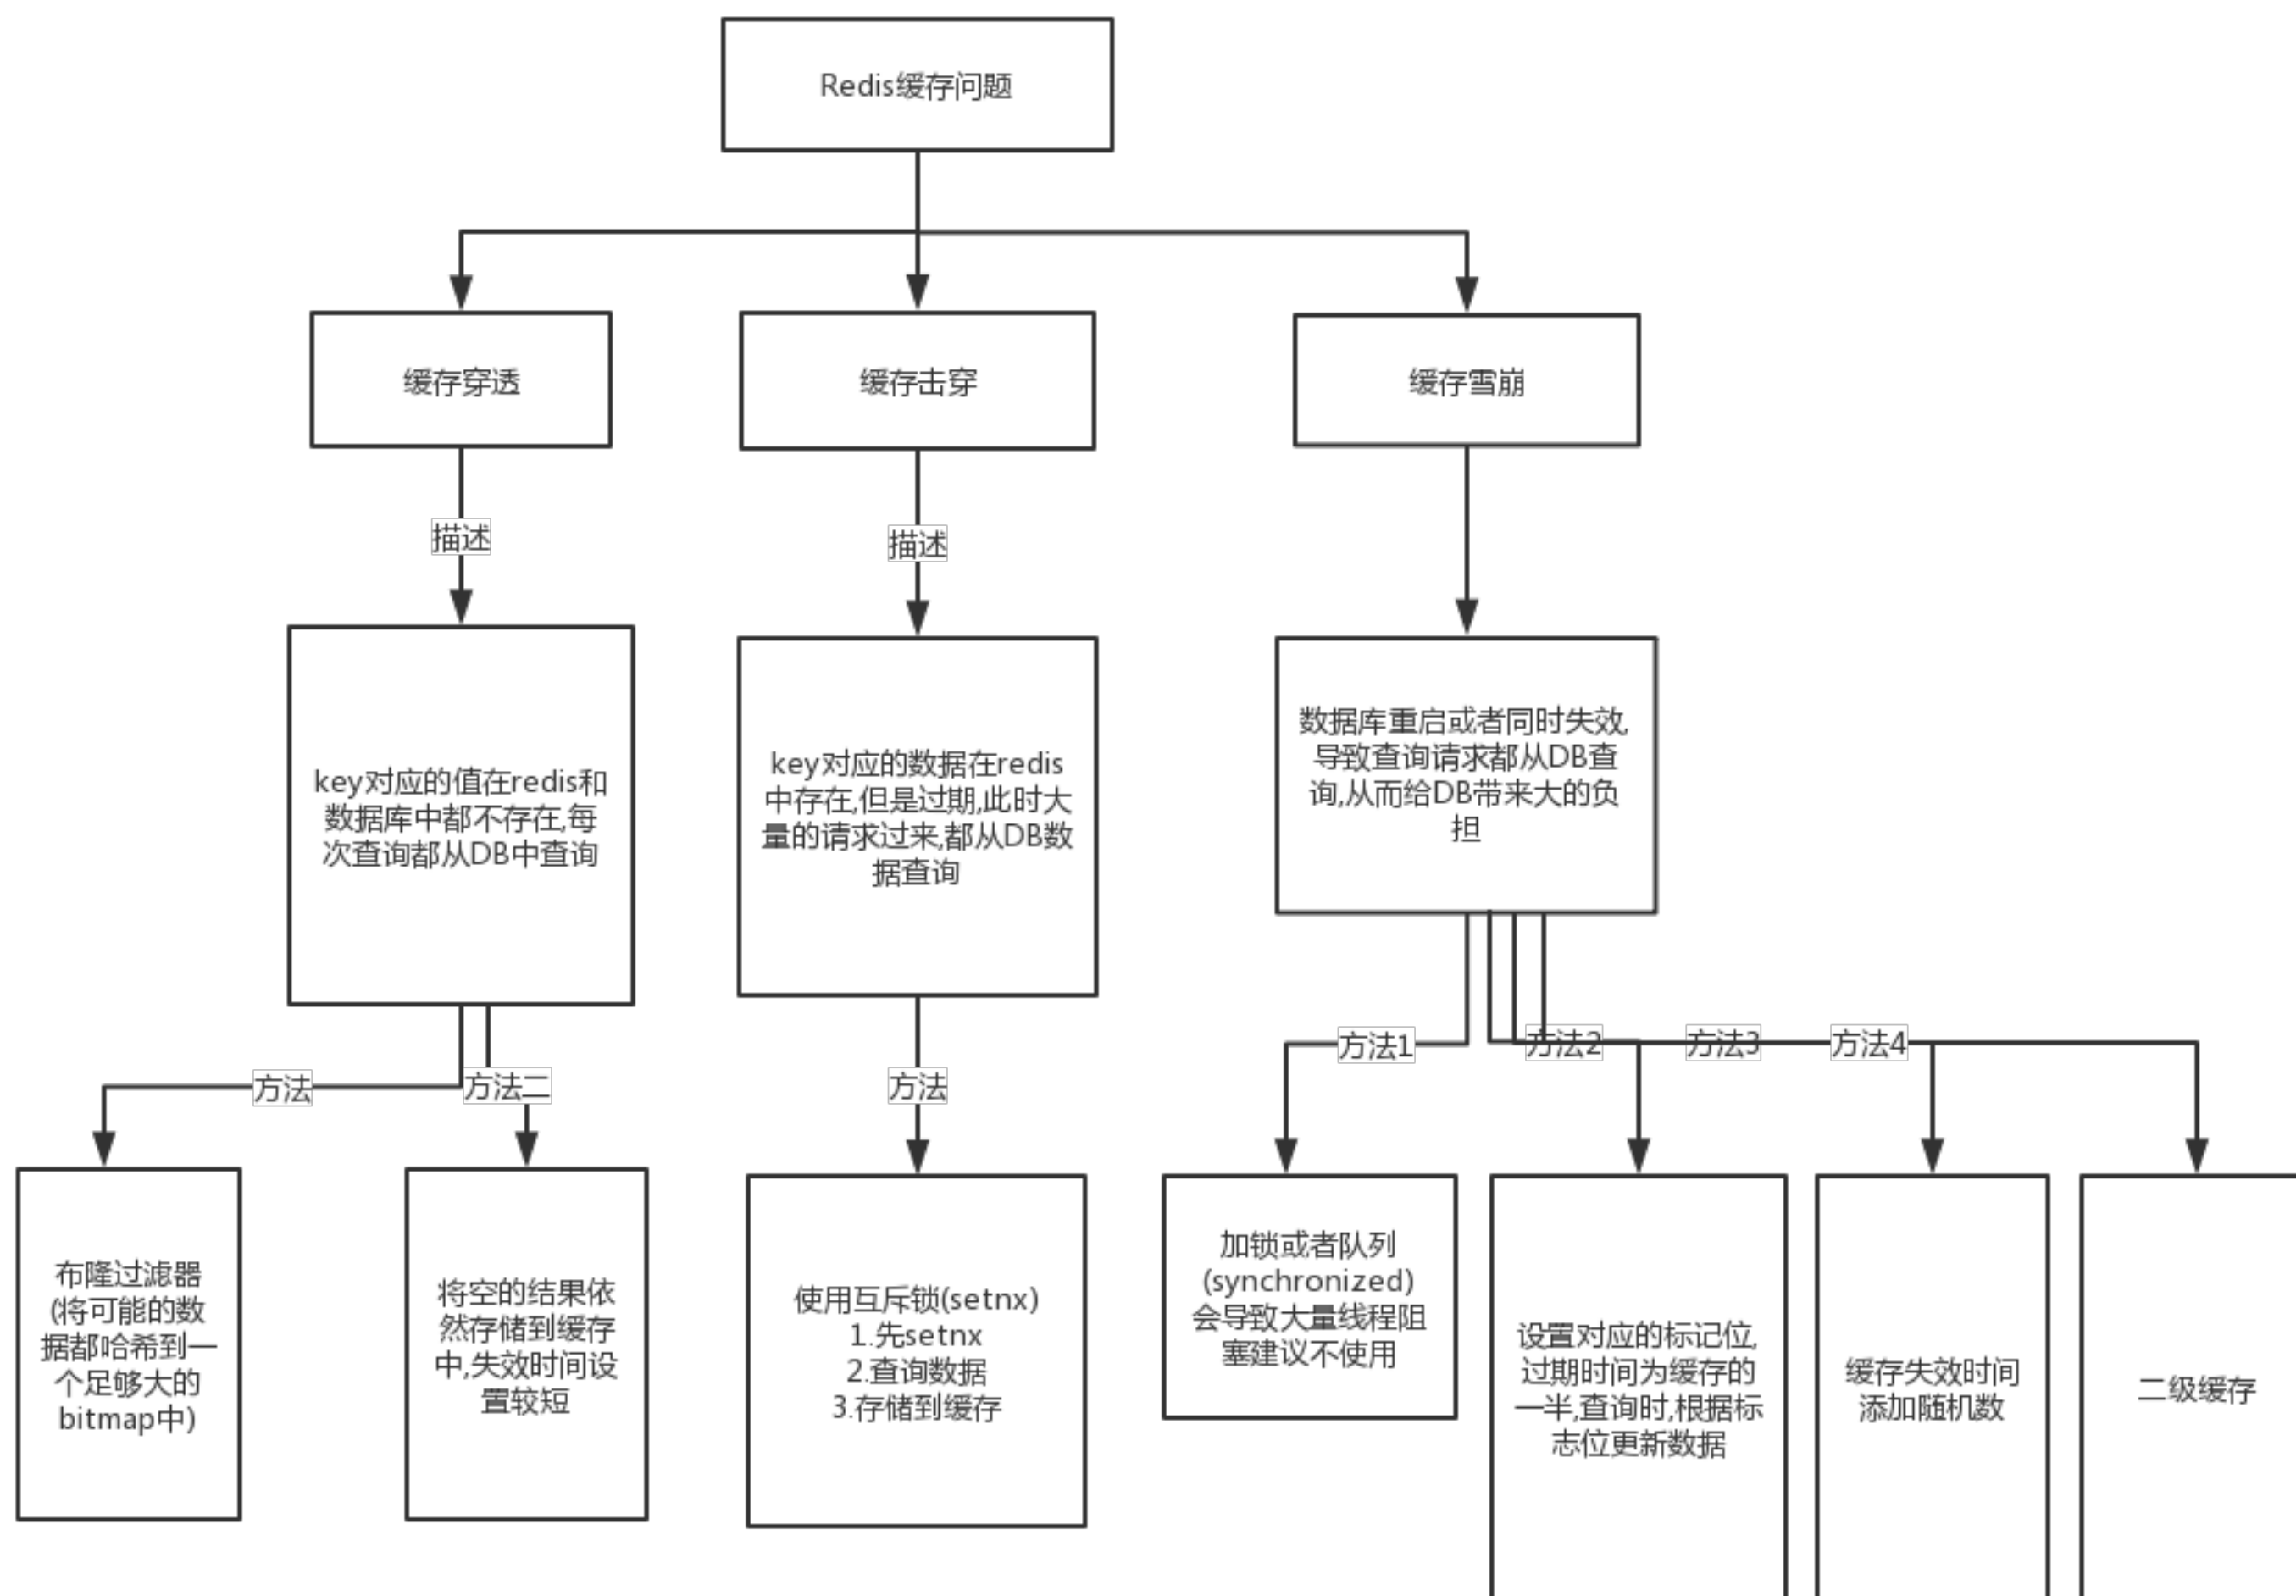 Redis缓存问题
缓存穿透
缓存击穿
缓存雪崩
描述
描述
key对应的值在redis和
数据库中都不存在,每
次查询都从DB中查询
key对应的数据在redis
中存在,但是过期,此时大
量的请求过来,都从DB数
据查询
数据库重启或者同时失效,
导致查询请求都从DB查
询,从而给DB带来大的负
担
方法
方法二
方法
方法1
方法2
方法3
方法4
布隆过滤器
(将可能的数
据都哈希到一
个足够大的
bitmap中)
将空的结果依
然存储到缓存
中,失效时间设
置较短
使用互斥锁(setnx)
1.先setnx
2.查询数据
3.存储到缓存
加锁或者队列
(synchronized)
会导致大量线程阻
塞建议不使用
设置对应的标记位,
过期时间为缓存的
一半,查询时,根据标
志位更新数据
缓存失效时间
添加随机数
二级缓存